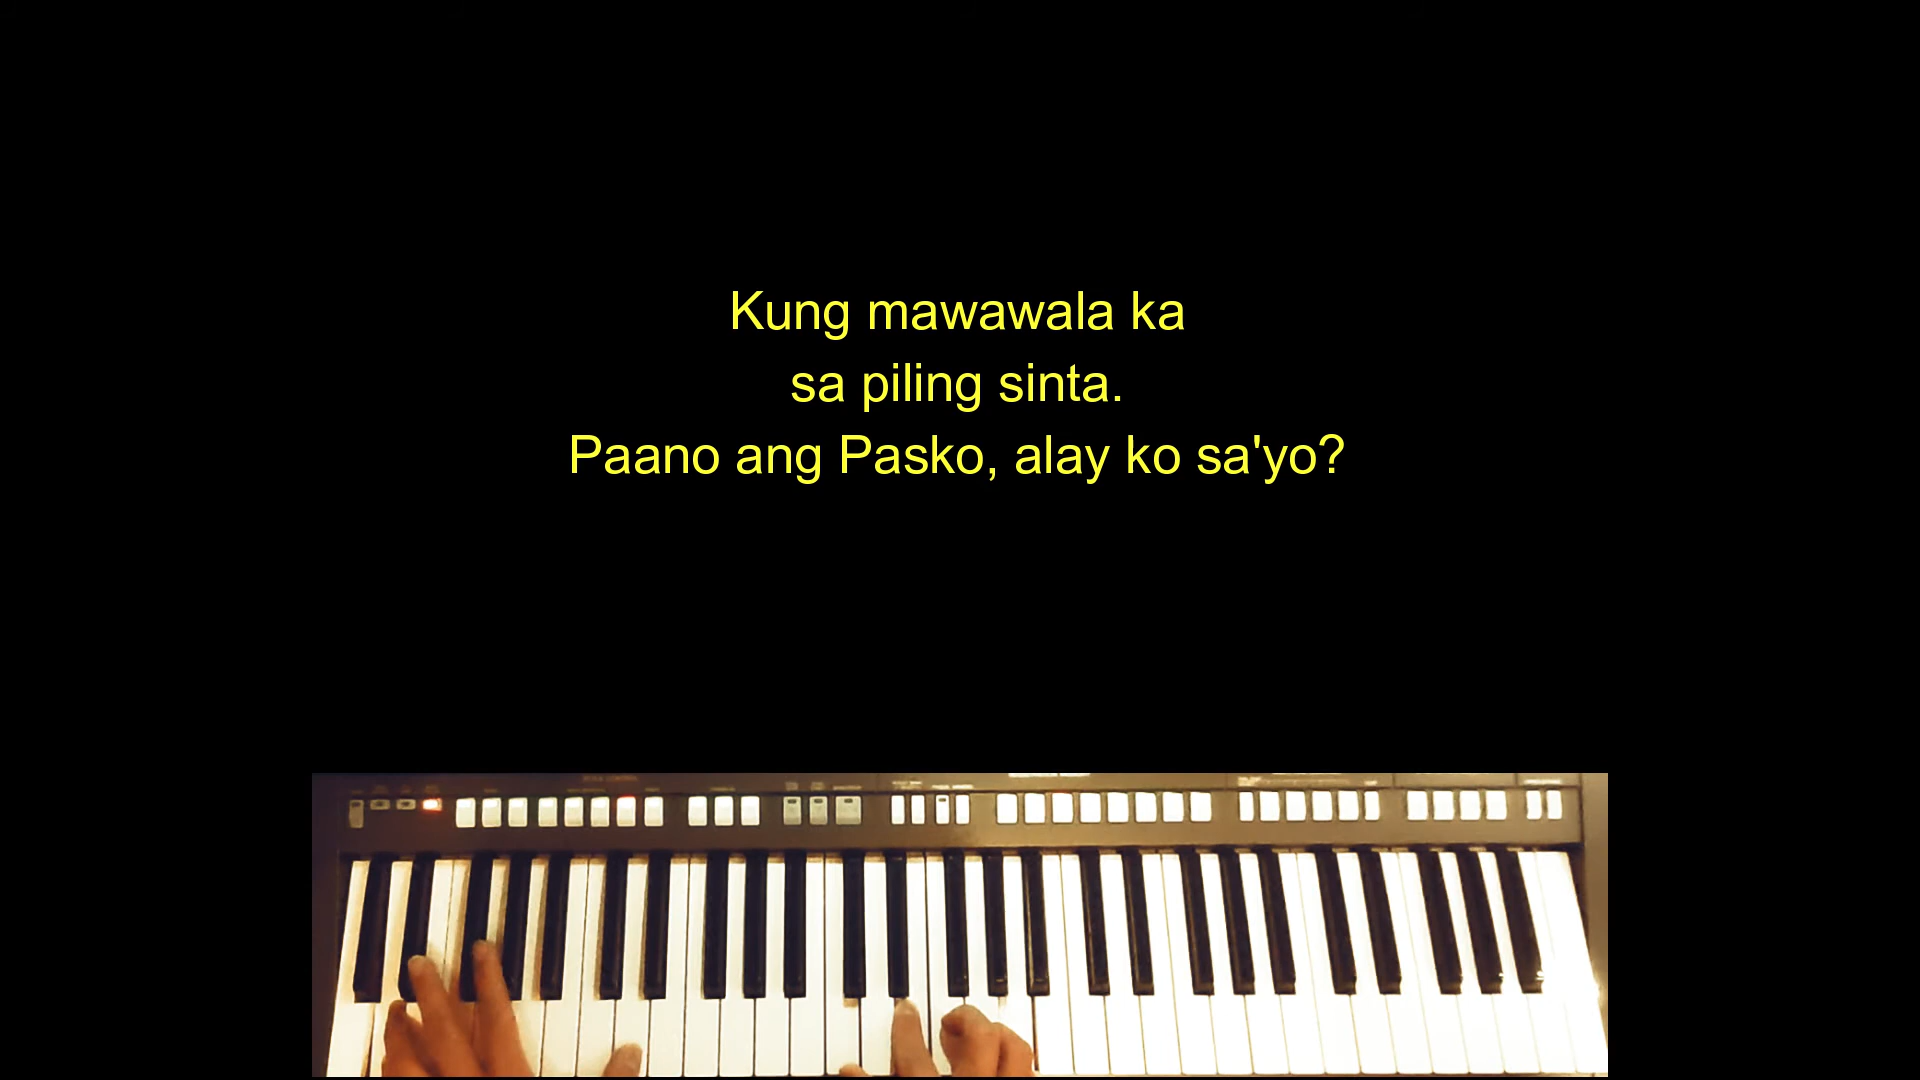 Kung mawawala ka
sa piling sinta.
Paano ang Pasko, alay ko sa'yo?